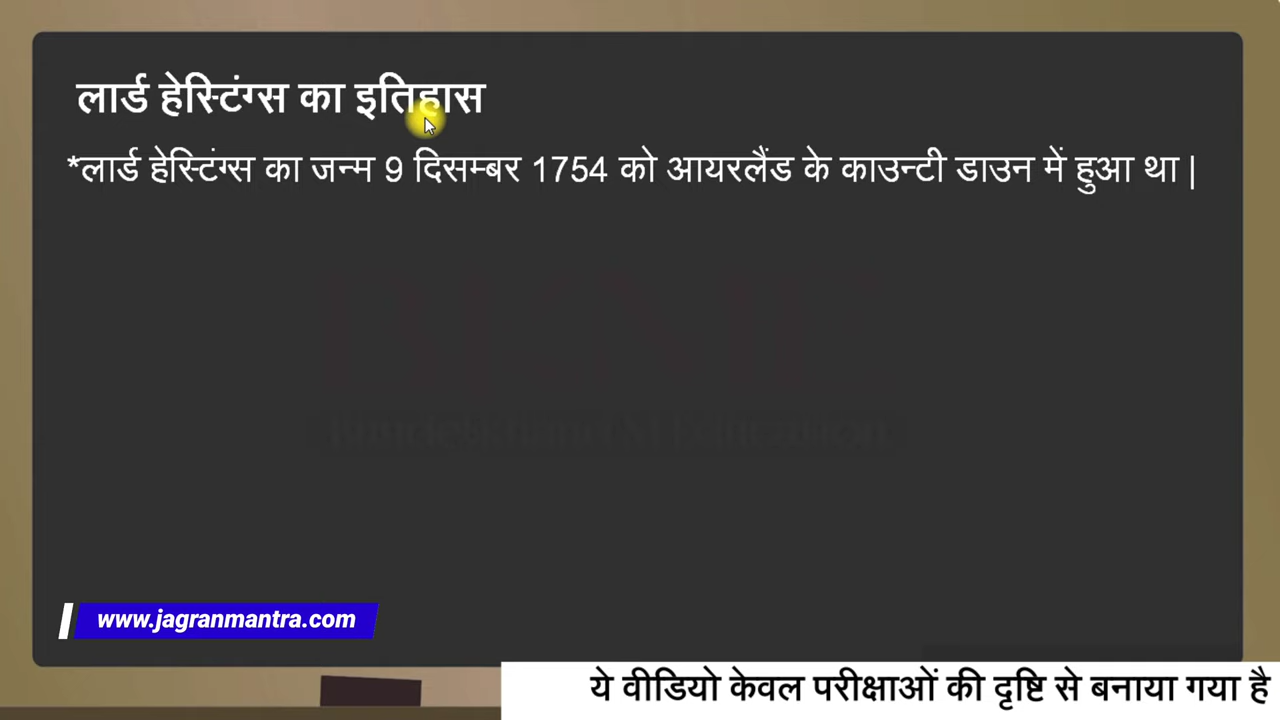 लार्ड हेस्टिंग्स का इतिहास
*लार्ड हेस्टिंग्स का जन्म 9 दिसम्बर 1754 को आयरलैंड के काउन्टी डाउन में हुआ था |
www.jagranmantra.com
ये वीडियो केवल परीक्षाओं की दृष्टि से बनाया गया है